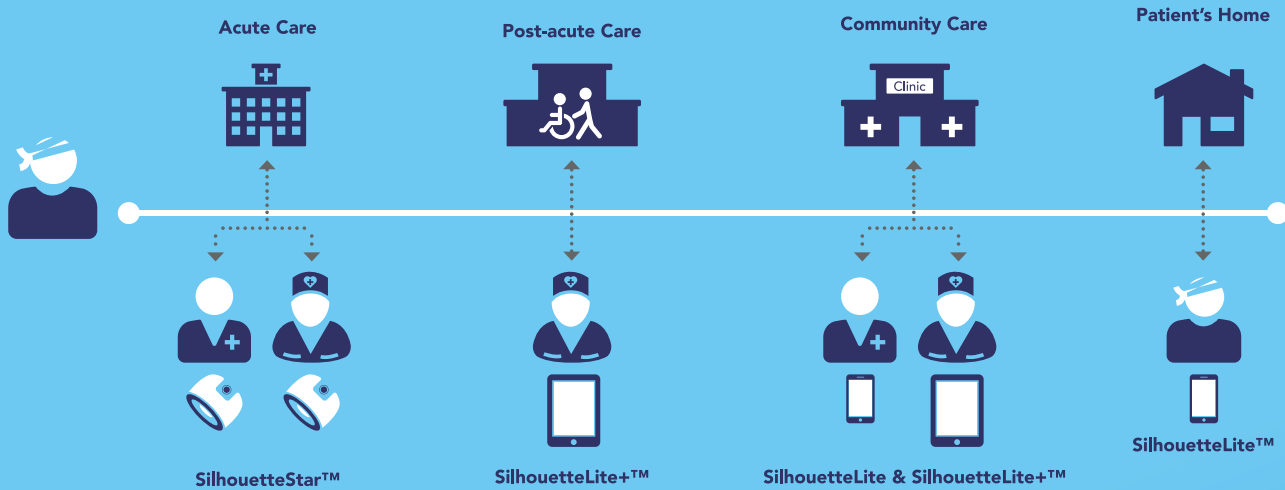 Acute Care
Post-acute Care
Community Care
Patient's Home
Clinic
SilhouetteStar™
SilhouetteLite+™
SilhouetteLite & SilhouetteLite+™
SilhouetteLite™